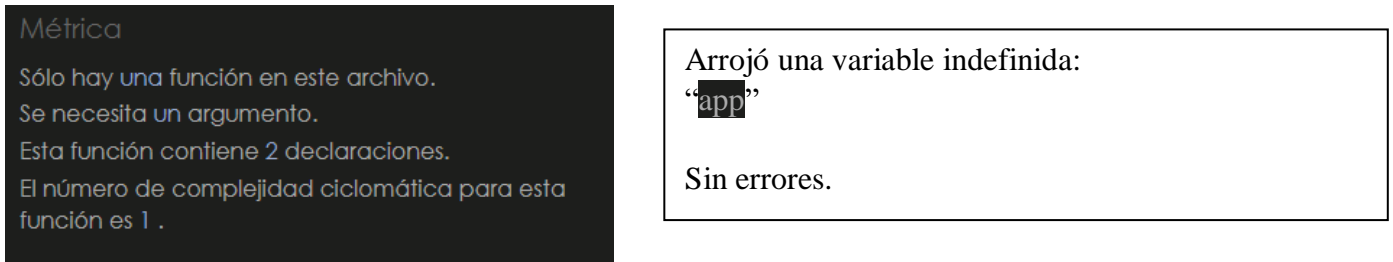 Métrica
Sólo hay una función en este archivo.
Se necesita un argumento.
Esta función contiene 2 declaraciones.
El número de complejidad ciclomática para esta
función es 1 .
Arrojó una variable indefinida:
“app”
Sin errores.